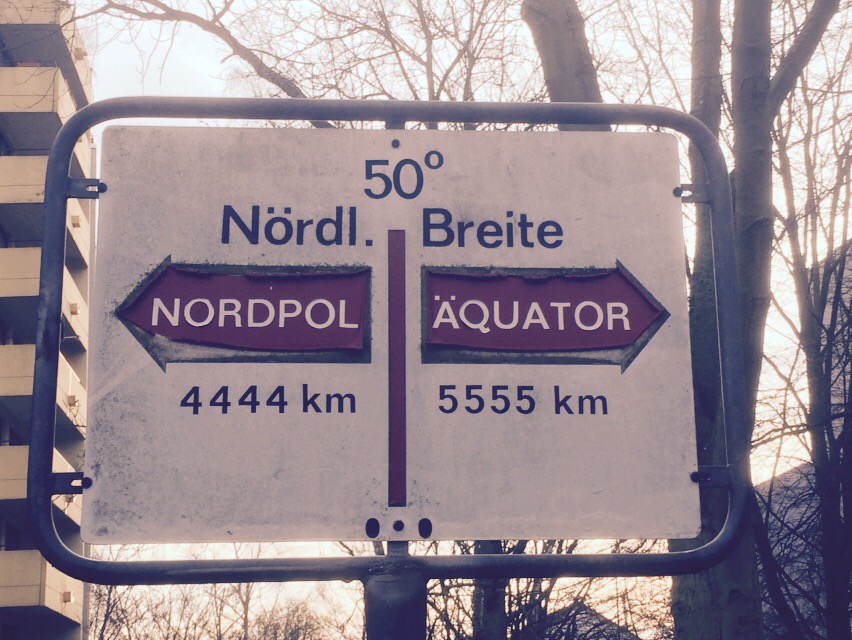 50°
Nördl. Breite
NORDPOL ÄQUATOR
4444 km 5555 km